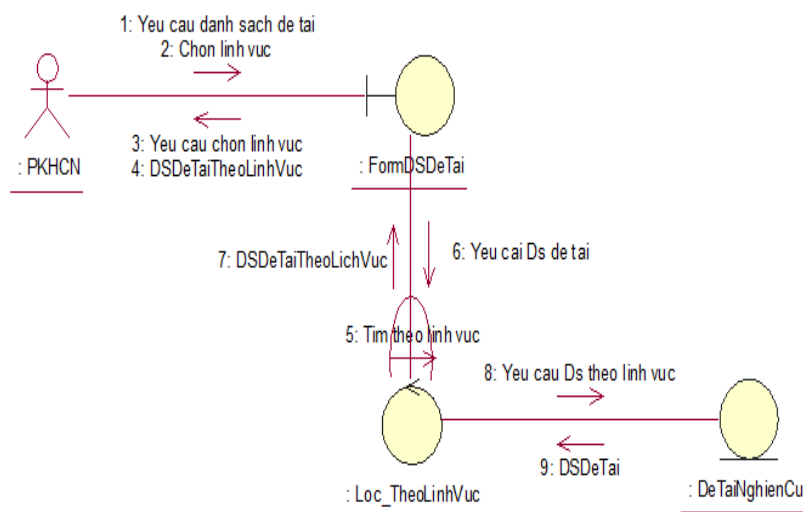 1: Yeu cau danh sach de tai
2: Chon linh vuc
3: Yeu cau chon linh vuc
4: DSDeTaiTheoLinhVuc
: PKHCN
: FormDSDeTai
7: DSDeTaiTheoLichVuc
6: Yeu cai Ds de tai
5: Tim theo linh vuc
8: Yeu cau Ds theo linh vuc
9: DSDeTai
: Loc_TheoLinhVuc
: DeTaiNghienCu